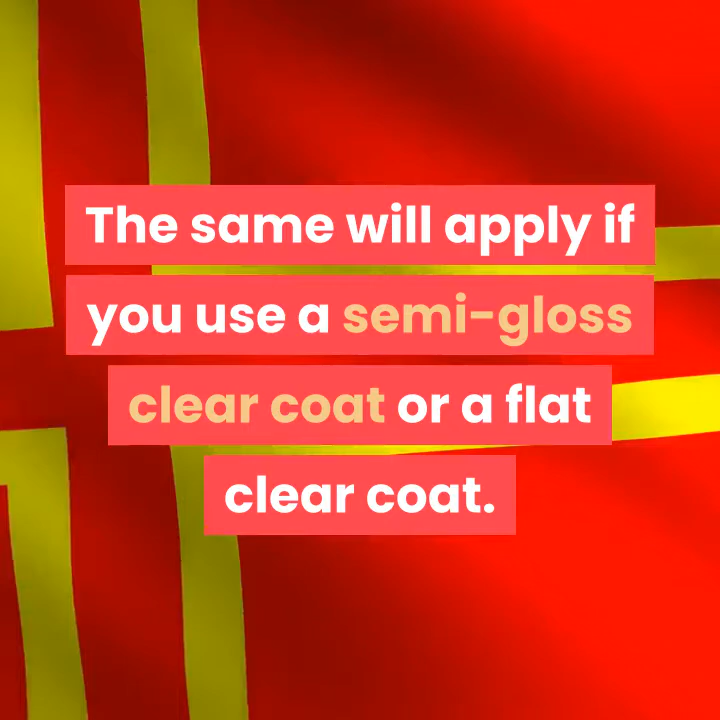 The same will apply if
you use a semi-gloss
clear coat or a flat
clear coat.